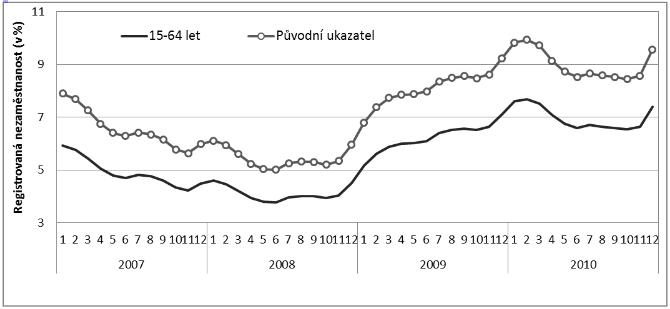 Registrovaná nezaměstnanost (v %)
11
9
7
5
3
15-64 let
Původní ukazatel
1 2 3 4 5 6 7 8 9 10 11 12 1 2 3 4 5 6 7 8 9 10 11 12 1 2 3 4 5 6 7 8 9 10 11 12 1 2 3 4 5 6 7 8 9 10 11 12
2007 2008 2009 2010